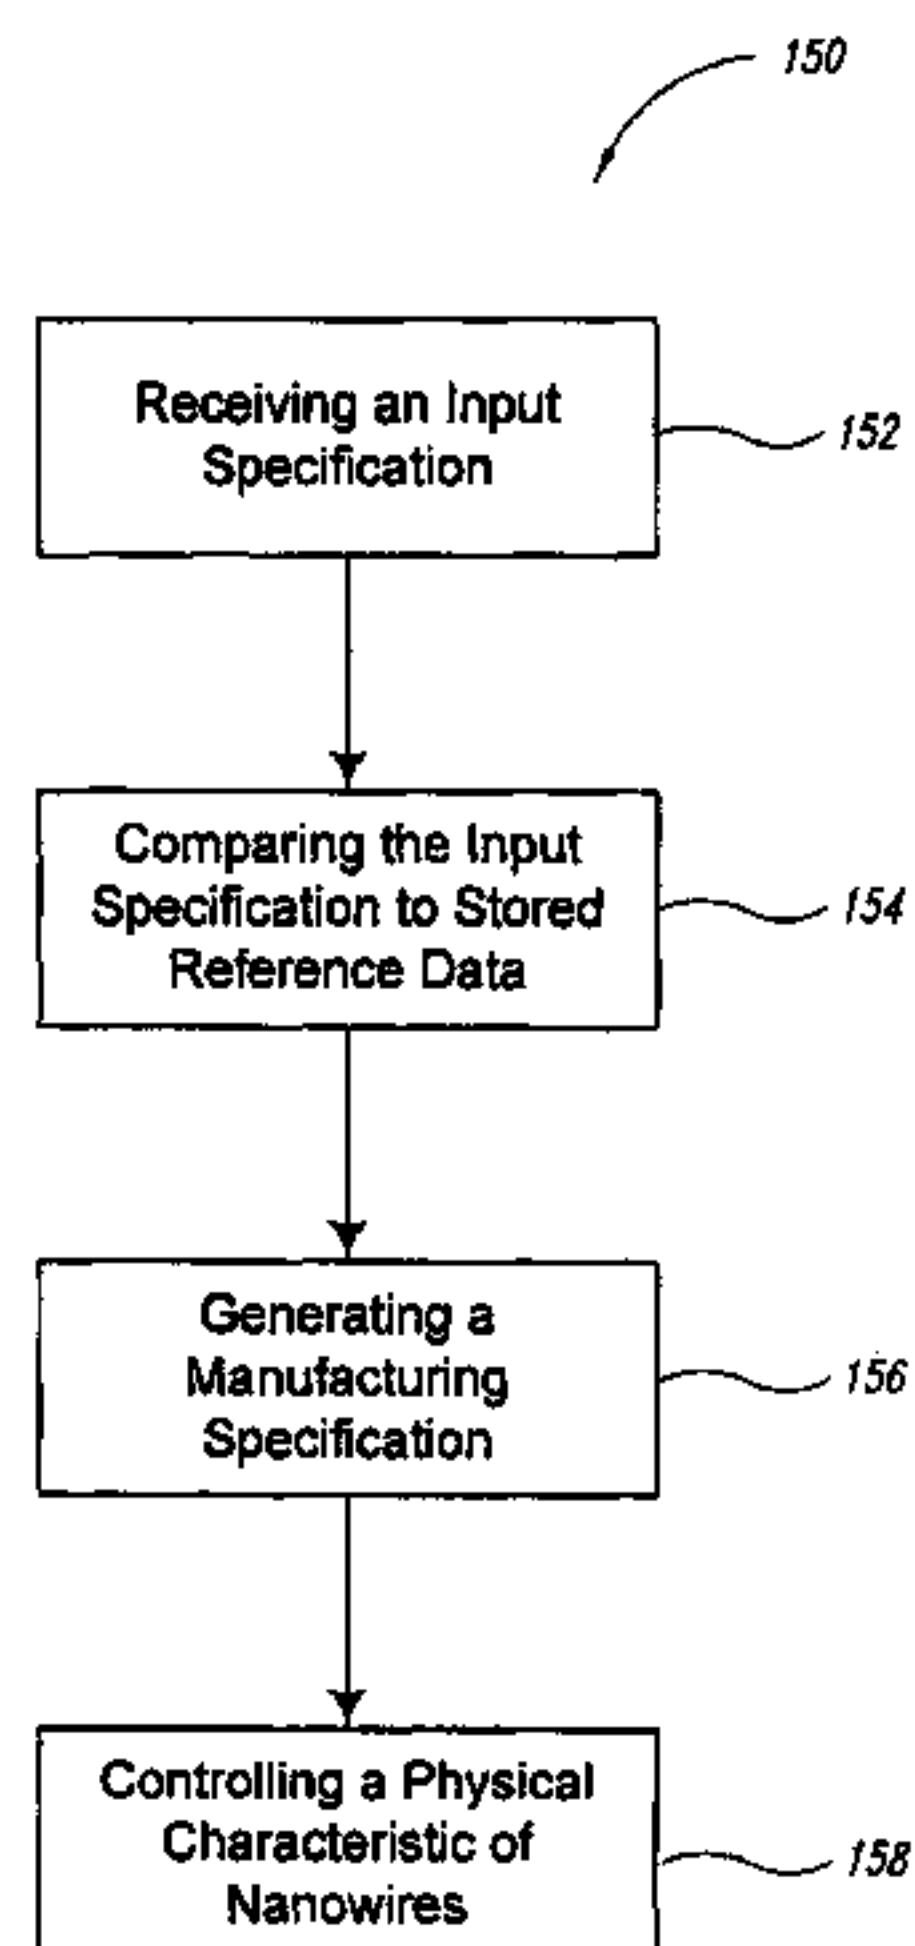 150
Receiving an Input
Specification
152
Comparing the Input
Specification to Stored
Reference Data
154
Generating a
Manufacturing
Specification
156
Controlling a Physical
Characteristic of
Nanowires
158